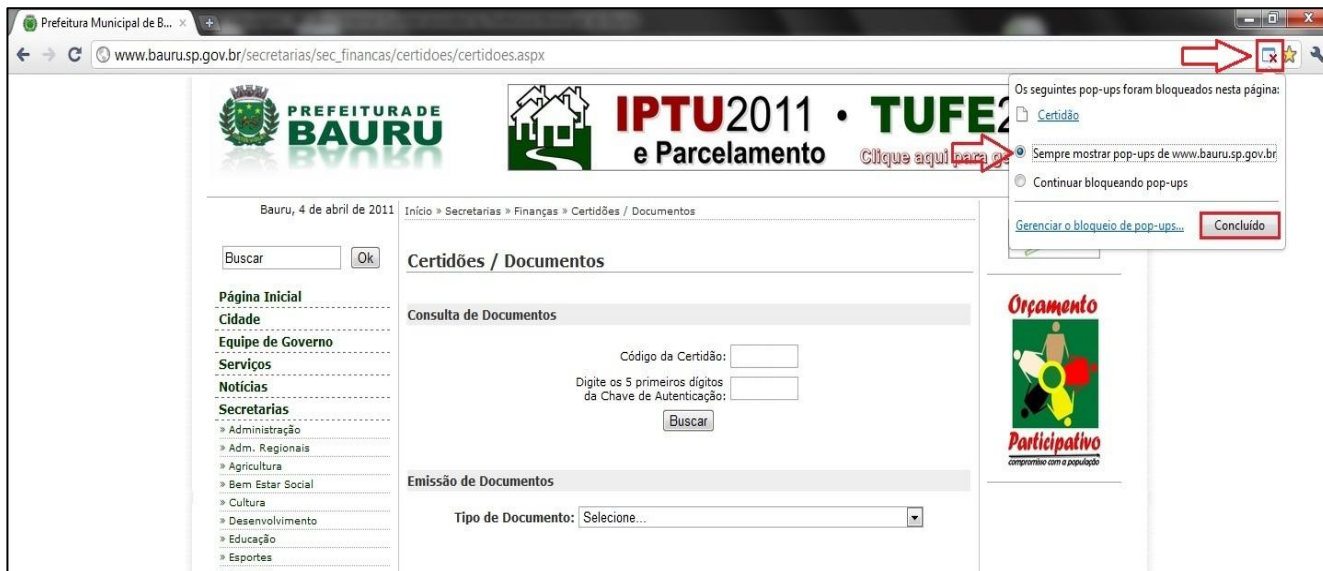 Prefeitura Municipal de B...
www.bauru.sp.gov.br/secretarias/sec_financas/certidoes/certidoes.aspx
Os seguintes pop-ups foram bloqueados nesta página:
Certidão
Sempre mostrar pop-ups de www.bauru.sp.gov.br
Continuar bloqueando pop-ups
Gerenciar o bloqueio de pop-ups...
Concluído
PREFEITURA DE
BAURU
IPTU2011 • TUFE2
e Parcelamento
Clique aqui para g
Bauru, 4 de abril de 2011
Início » Secretarias » Finanças » Certidões / Documentos
Buscar
Ok
Página Inicial
Cidade
Equipe de Governo
Serviços
Notícias
Secretarias
» Administração
» Adm. Regionais
» Agricultura
» Bem Estar Social
» Cultura
» Desenvolvimento
» Educação
» Esportes
Certidões / Documentos
Consulta de Documentos
Código da Certidão:
Digite os 5 primeiros dígitos
da Chave de Autenticação:
Buscar
Emissão de Documentos
Tipo de Documento: Selecione...
Orçamento
Participativo
compromisso com a população